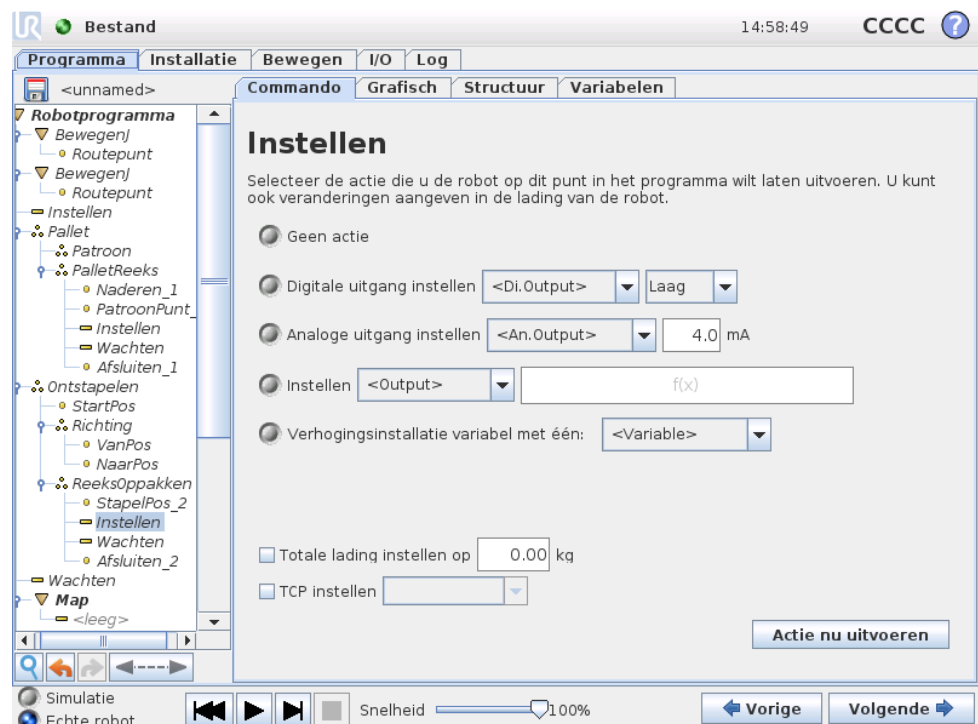 UR Bestand 14:58:49 CCCC ?
Programma Installatie Bewegen I/O Log
<unnamed>
Commando Grafisch Structuur Variabelen
Robotprogramma
BewegenJ
Routepunt
BewegenJ
Routepunt
Instellen
Pallet
Patroon
PalletReeks
Naderen_1
PatroonPunt_
Instellen
Wachten
Afsluiten_1
Ontstapelen
StartPos
Richting
VanPos
NaarPos
ReeksOppakken
StapelPos_2
Instellen
Wachten
Afsluiten_2
Wachten
Map
<leeg>
Instellen
Selecteer de actie die u de robot op dit punt in het programma wilt laten uitvoeren. U kunt
ook veranderingen aangeven in de lading van de robot.
Geen actie
Digitale uitgang instellen <Di.Output> Laag
Analoge uitgang instellen <An.Output> 4.0 mA
Instellen <Output> f(x)
Verhogingsinstallatie variabel met één: <Variable>
Totale lading instellen op 0.00 kg
TCP instellen
Actie nu uitvoeren
Simulatie
Echte robot
Snelheid 100%
Vorige Volgende